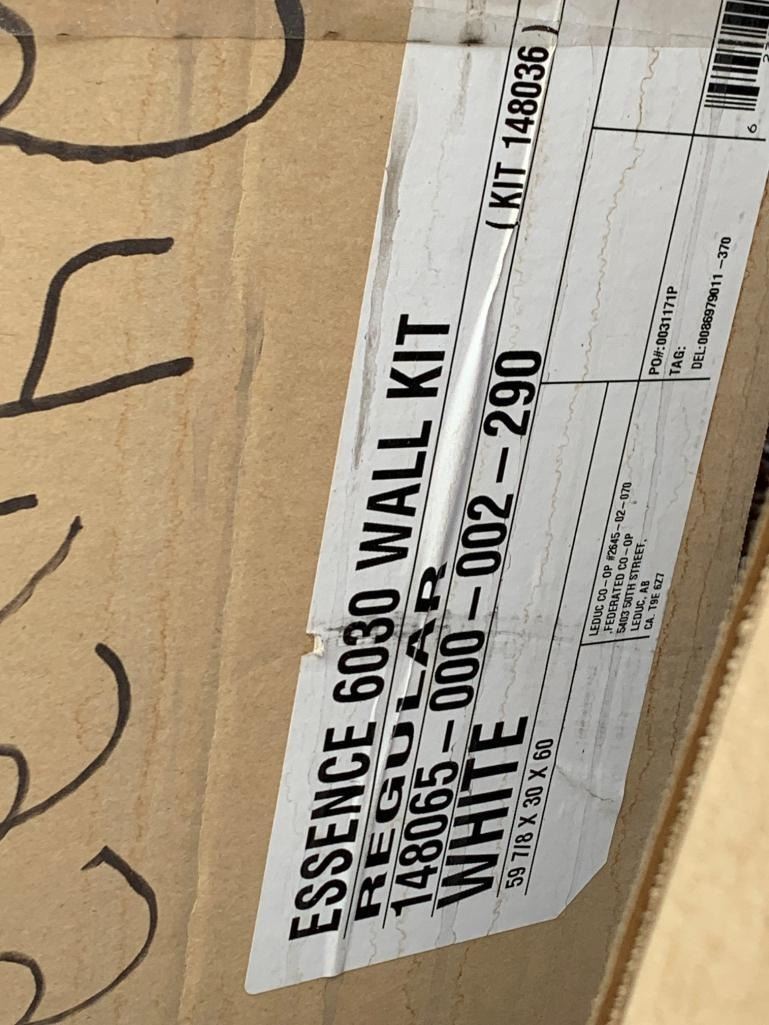 ESSENCE 6030 WALL KIT
REGULAR
148065-000-002-290 ( KIT 148036 )
WHITE
59 7/8 X 30 X 60
LEDUC CO-OP #2645-02-070
.FEDERATED CO-OP
5403 50TH STREET,
LEDUC, AB
CA. T9E 6Z7
PO#:0031171P
TAG:
DEL:0086979011 -370
6